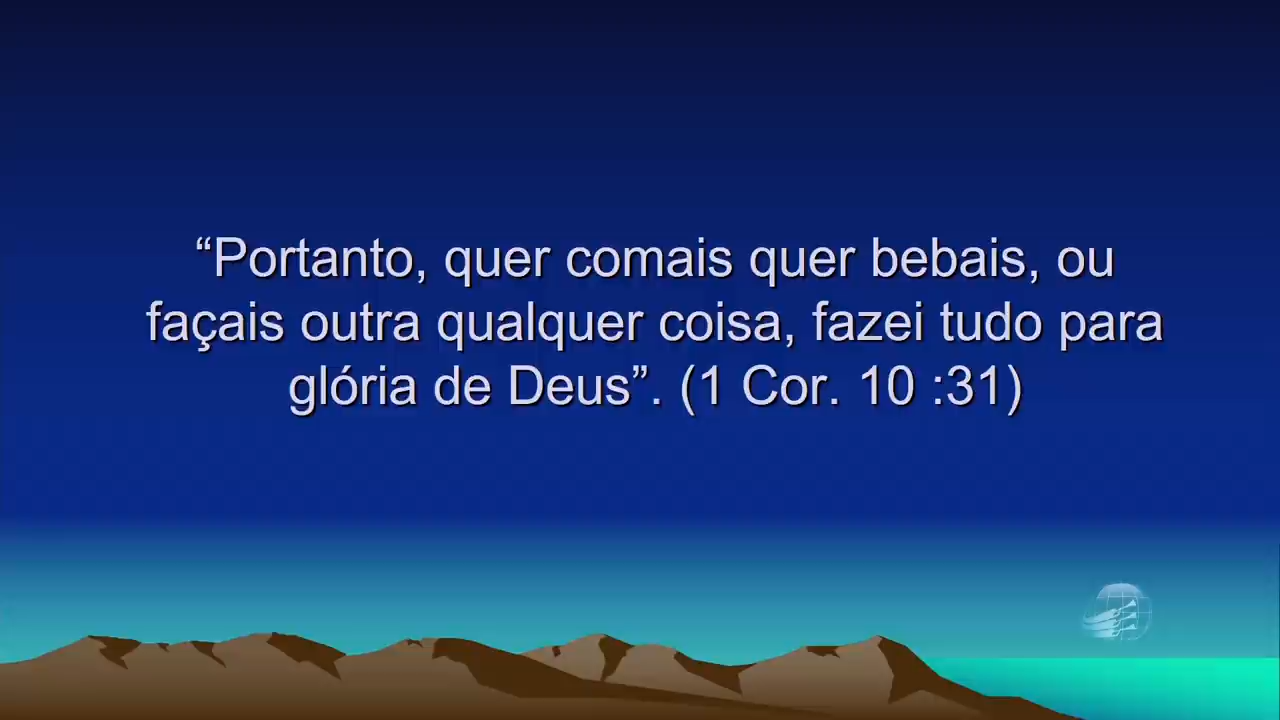 “Portanto, quer comais quer bebais, ou
façais outra qualquer coisa, fazei tudo para
glória de Deus”. (1 Cor. 10 :31)